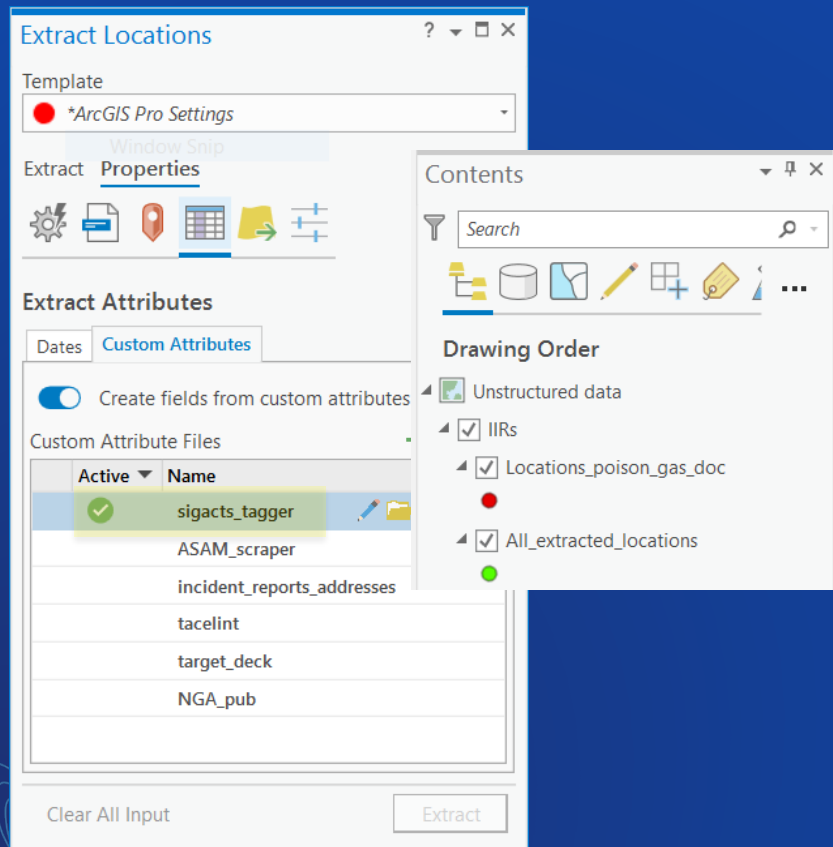 Extract Locations
?
Template
*ArcGIS Pro Settings
Window Snip
Extract Properties
Extract Attributes
Dates Custom Attributes
Create fields from custom attributes
Custom Attribute Files
Active Name
sigacts_tagger
ASAM_scraper
incident_reports_addresses
tacelint
target_deck
NGA_pub
Clear All Input Extract
Contents
Search
...
Drawing Order
Unstructured data
IIRs
Locations_poison_gas_doc
All_extracted_locations